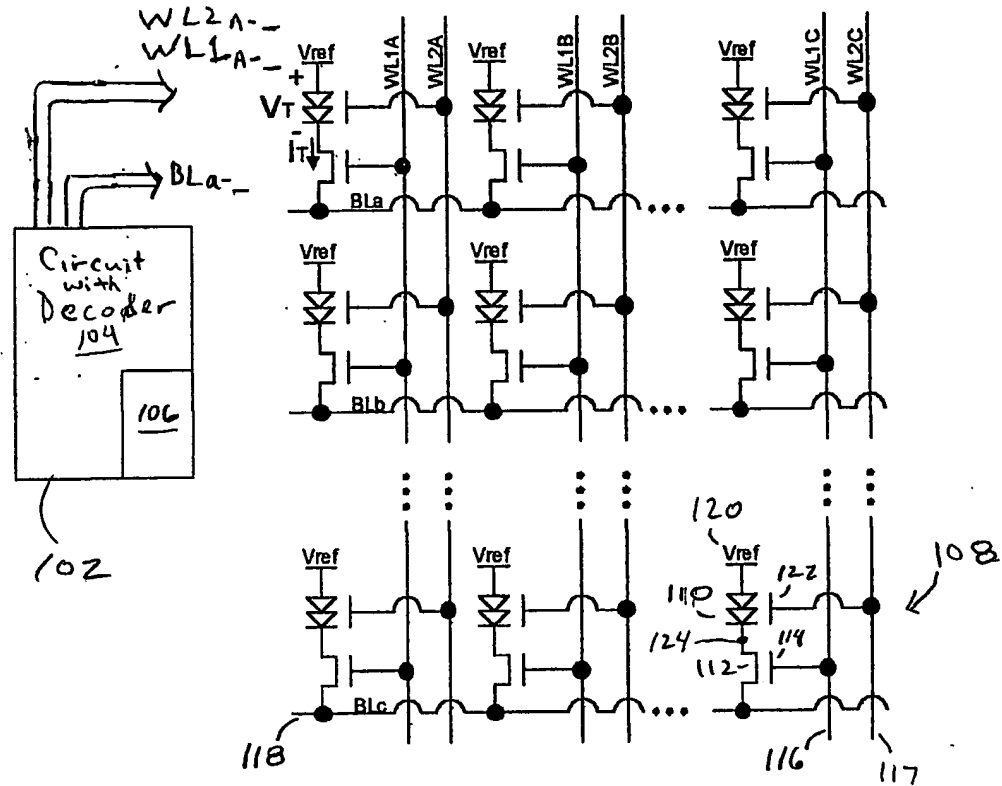 WL2A-_
WL1A-_
BLa-_
Circuit
with
Decoder
104
106
102
Vref
Vref
Vref
WL1A
WL2A
WL1B
WL2B
WL1C
WL2C
+
VT
-
IT
BLa
Vref
Vref
Vref
BLb
Vref
Vref
Vref
120
108
110
122
124
112
114
BLc
118
116
117